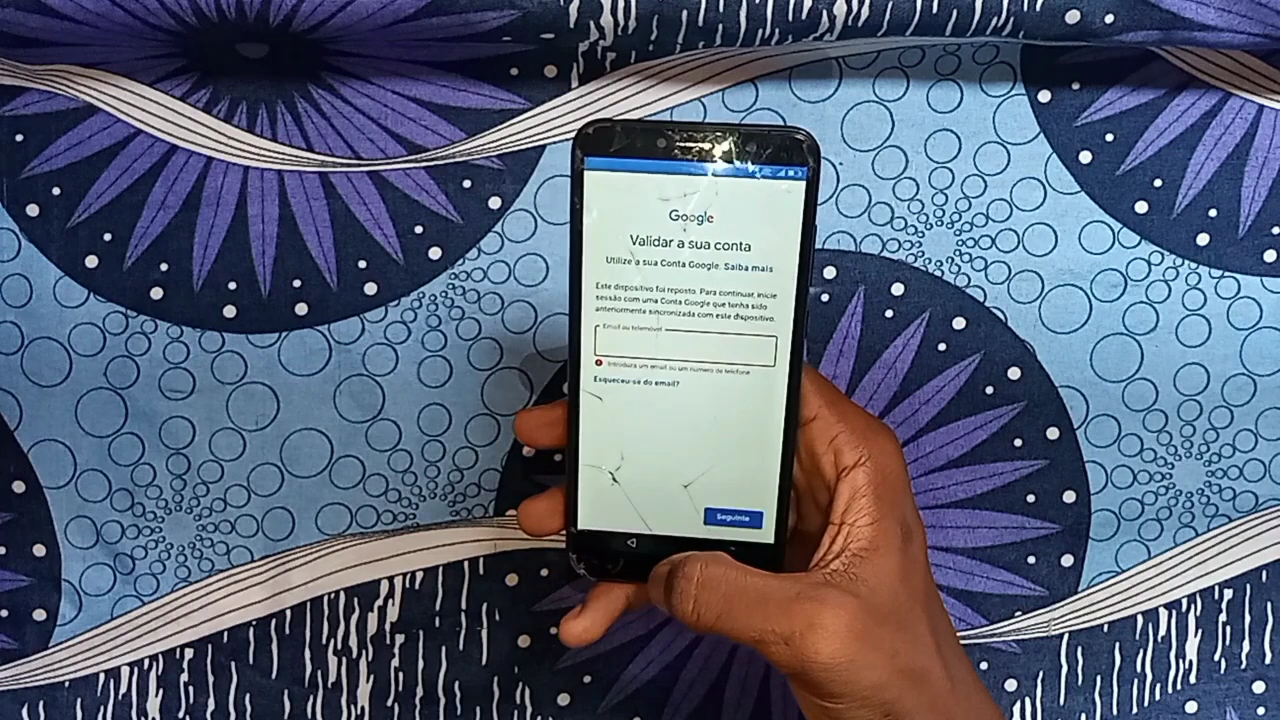 Google
Validar a sua conta
Utilize a sua Conta Google. Saiba mais
Este dispositivo foi reposto. Para continuar, inicie
sessão com uma Conta Google que tenha sido
anteriormente sincronizada com este dispositivo.
Email ou telemóvel
Introduza um email ou um número de telefone
Esqueceu-se do email?
Seguinte